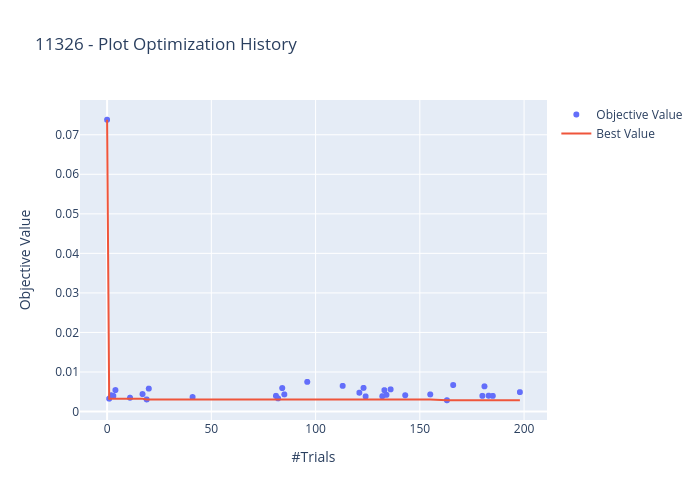 11326 - Plot Optimization History
Objective Value
Best Value
Objective Value
0.07
0.06
0.05
0.04
0.03
0.02
0.01
0
0 50 100 150 200
#Trials